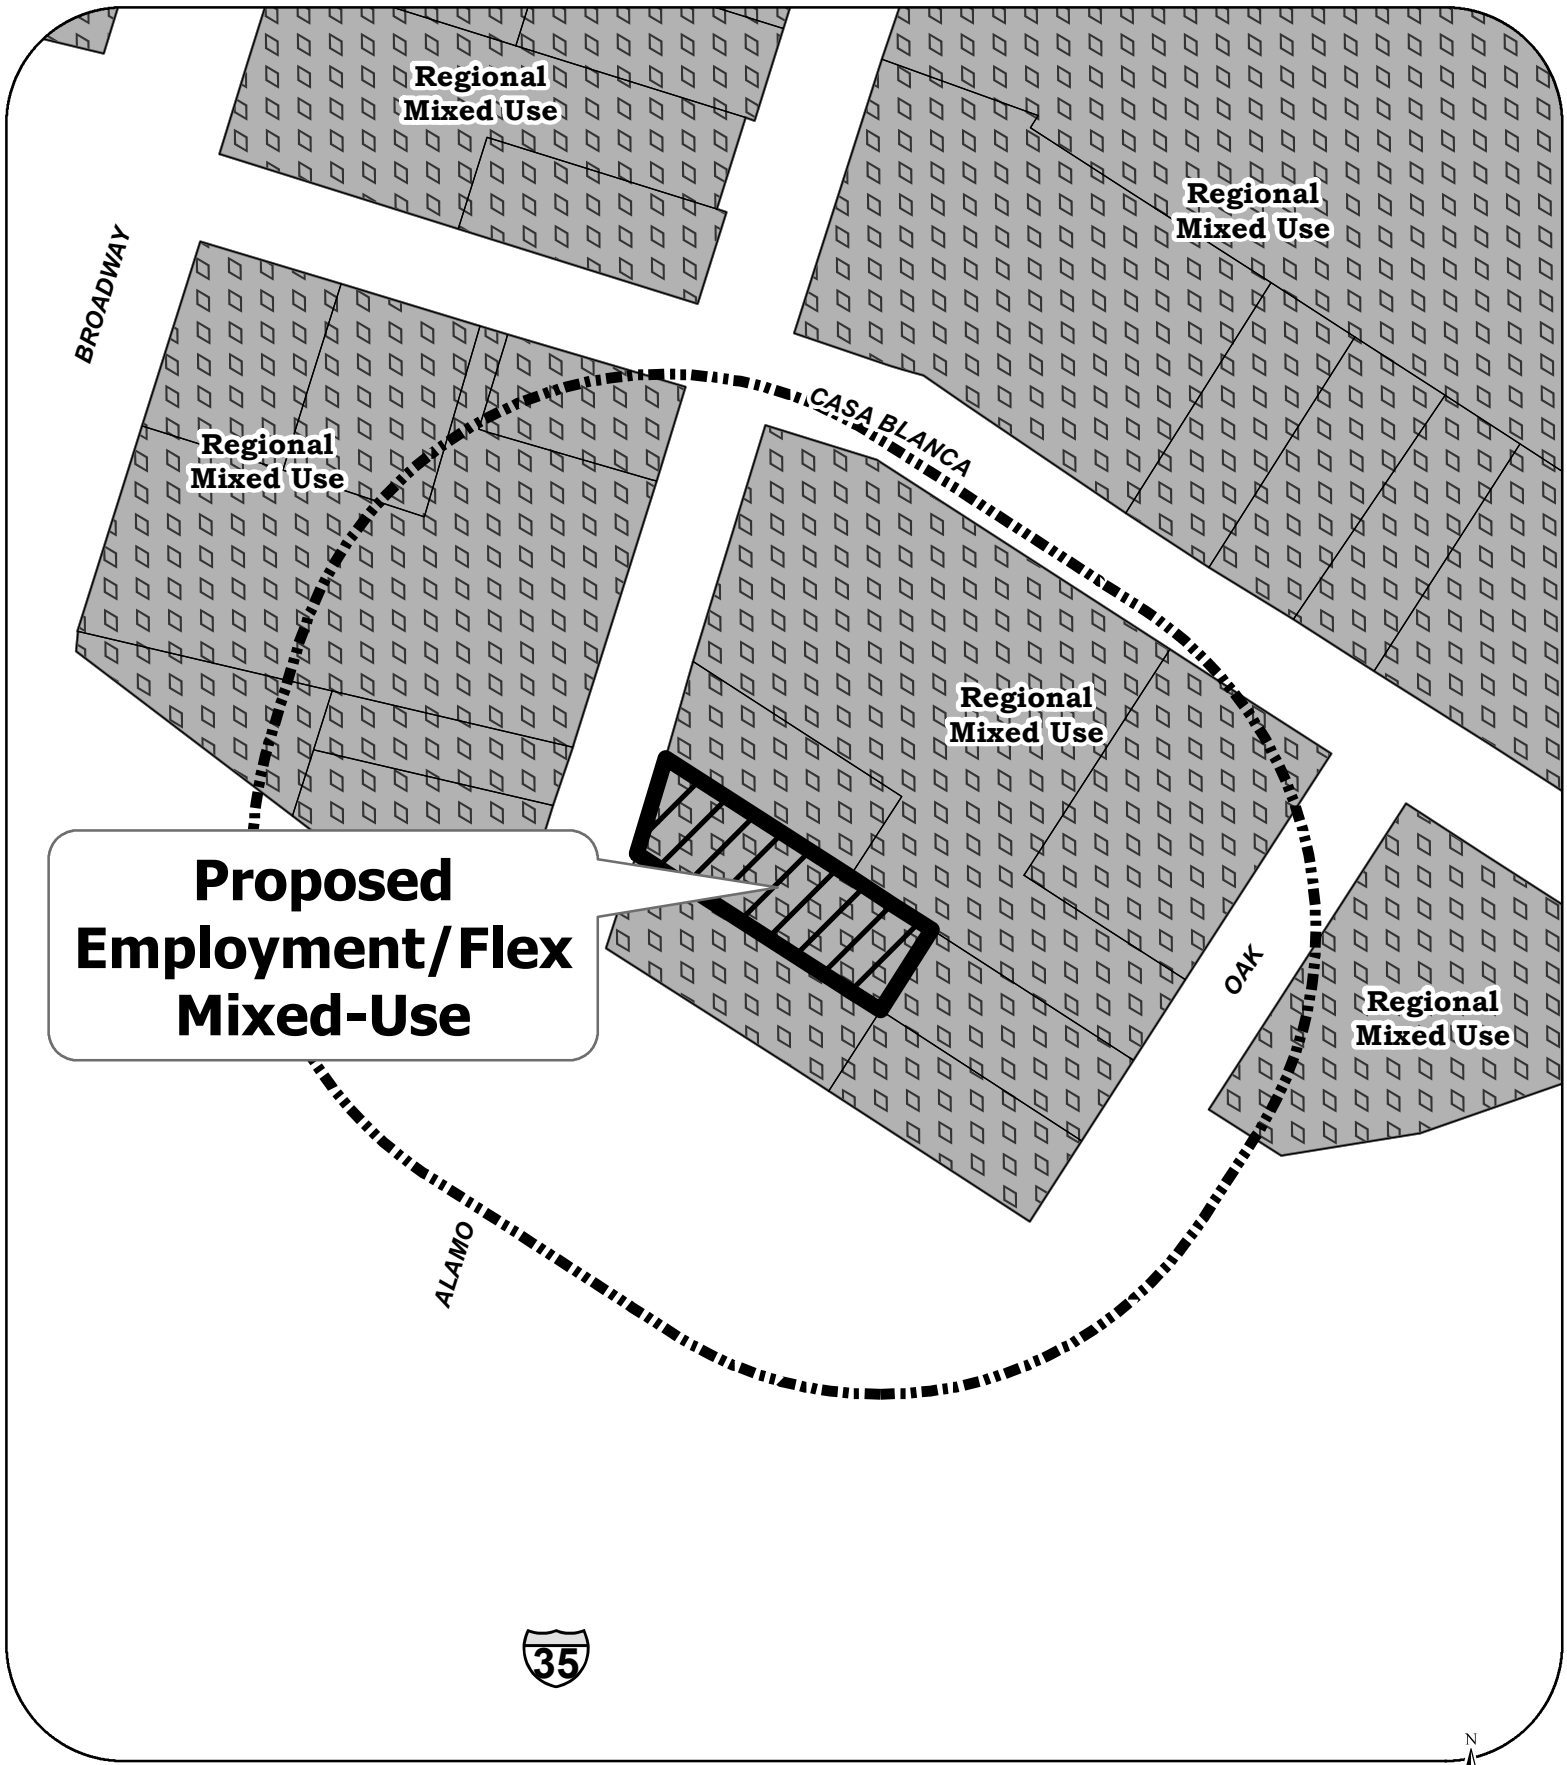 Regional
Mixed Use
Regional
Mixed Use
BROADWAY
CASA BLANCA
Regional
Mixed Use
Regional
Mixed Use
Proposed
Employment/Flex
Mixed-Use
OAK
Regional
Mixed Use
ALAMO
35
N